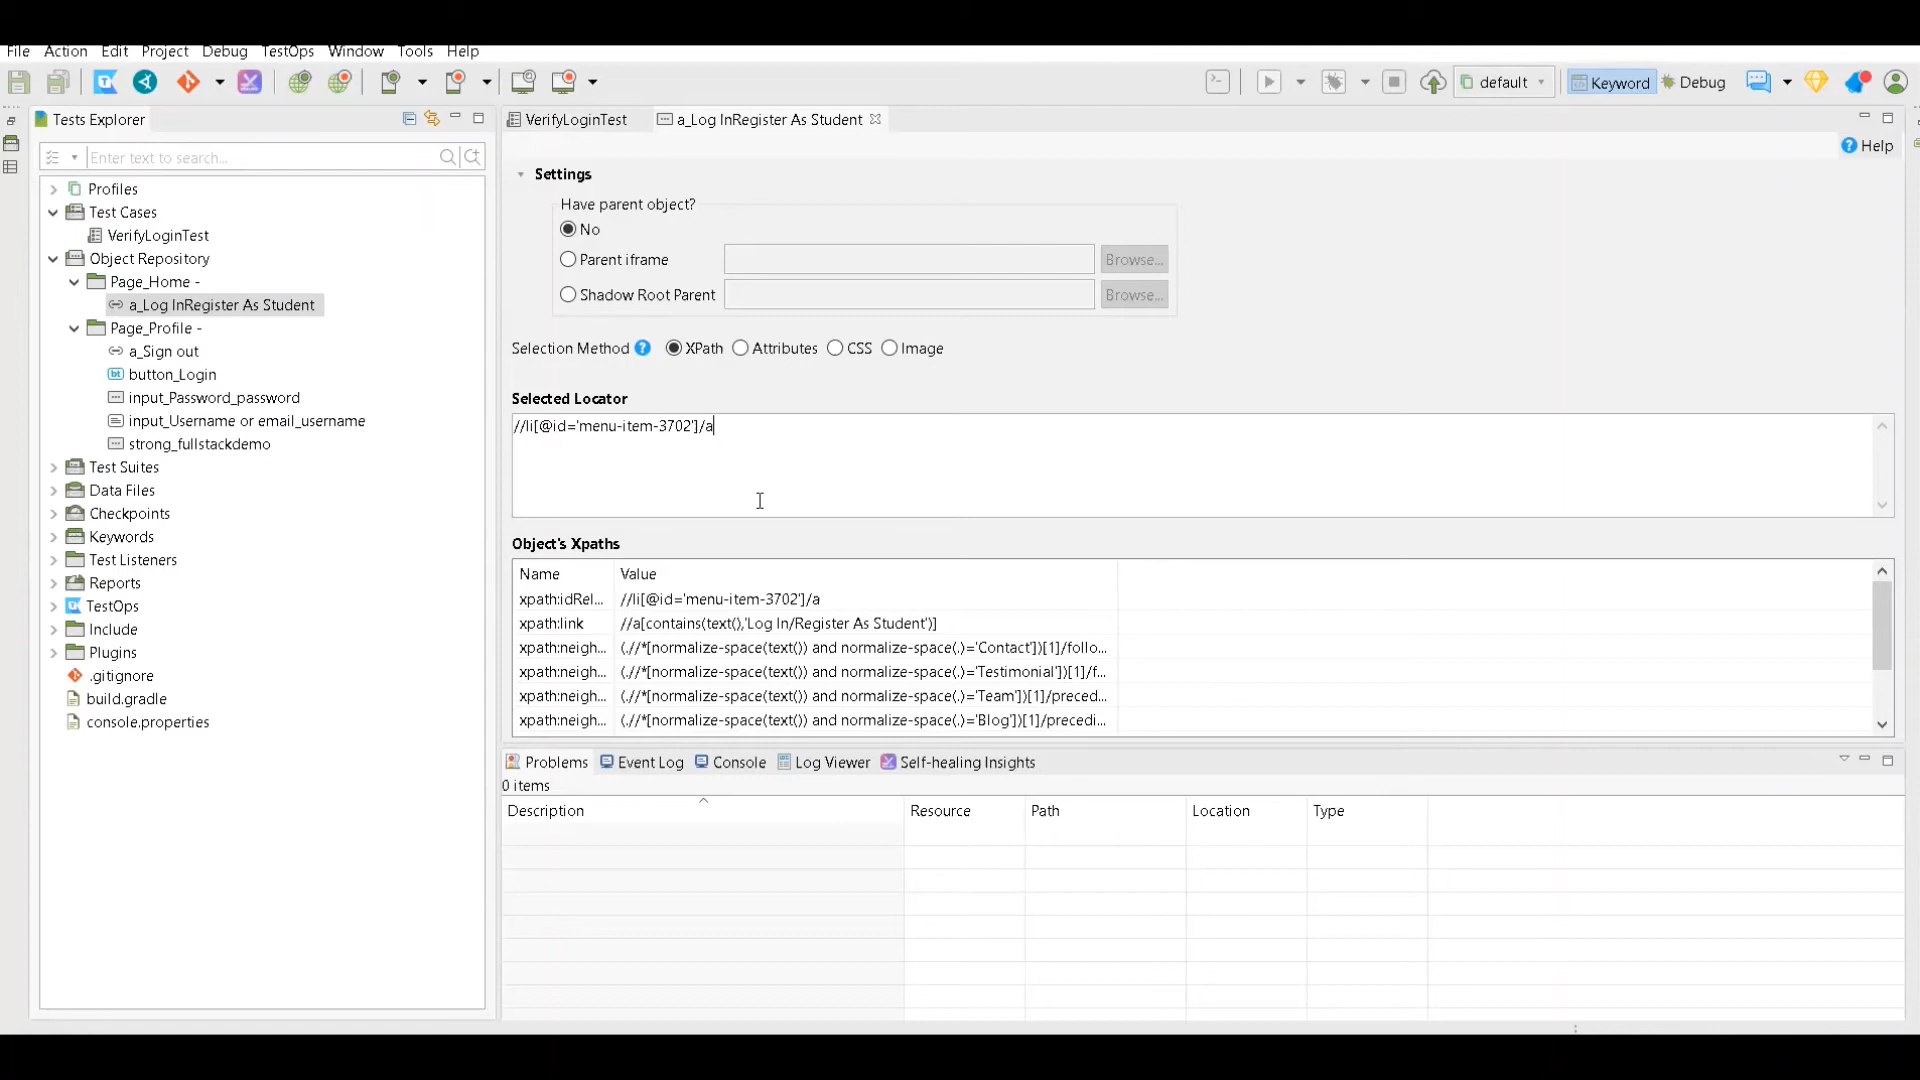 File Action Edit Project Debug TestOps Window Tools Help
default Keyword Debug
Tests Explorer
VerifyLoginTest a_Log InRegister As Student
Help
Enter text to search...
Profiles
Test Cases
VerifyLoginTest
Object Repository
Page_Home -
a_Log InRegister As Student
Page_Profile -
a_Sign out
button_Login
input_Password_password
input_Username or email_username
strong_fullstackdemo
Test Suites
Data Files
Checkpoints
Keywords
Test Listeners
Reports
TestOps
Include
Plugins
.gitignore
build.gradle
console.properties
Settings
Have parent object?
No
Parent iframe Browse...
Shadow Root Parent Browse...
Selection Method XPath Attributes CSS Image
Selected Locator
//li[@id='menu-item-3702']/a
Object's Xpaths
Name Value
xpath:idRel... //li[@id='menu-item-3702']/a
xpath:link //a[contains(text(),'Log In/Register As Student')]
xpath:neigh... (.//*[normalize-space(text()) and normalize-space(.)='Contact'])[1]/follo...
xpath:neigh... (.//*[normalize-space(text()) and normalize-space(.)='Testimonial'])[1]/f...
xpath:neigh... (.//*[normalize-space(text()) and normalize-space(.)='Team'])[1]/preced...
xpath:neigh... (.//*[normalize-space(text()) and normalize-space(.)='Blog'])[1]/precedi...
Problems Event Log Console Log Viewer Self-healing Insights
0 items
Description Resource Path Location Type